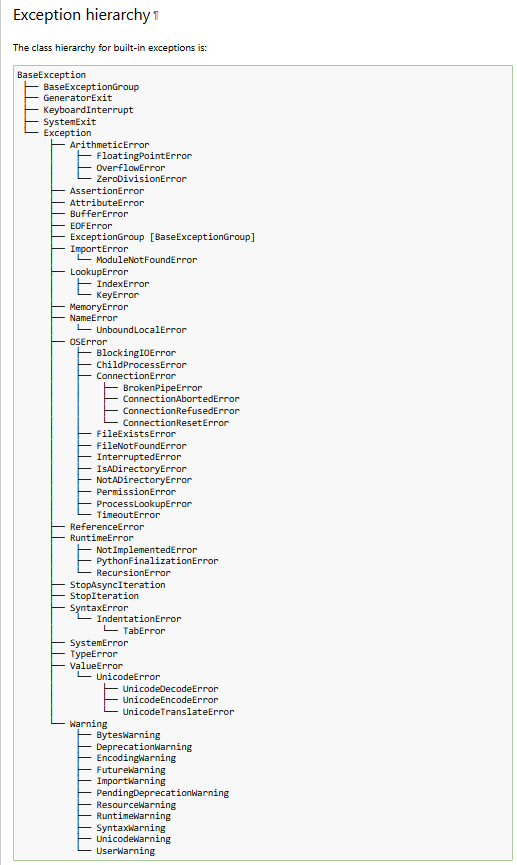 Exception hierarchy¶
The class hierarchy for built-in exceptions is:
BaseException
├── BaseExceptionGroup
├── GeneratorExit
├── KeyboardInterrupt
├── SystemExit
└── Exception
     ├── ArithmeticError
     │    ├── FloatingPointError
     │    ├── OverflowError
     │    └── ZeroDivisionError
     ├── AssertionError
     ├── AttributeError
     ├── BufferError
     ├── EOFError
     ├── ExceptionGroup [BaseExceptionGroup]
     ├── ImportError
     │    └── ModuleNotFoundError
     ├── LookupError
     │    ├── IndexError
     │    └── KeyError
     ├── MemoryError
     ├── NameError
     │    └── UnboundLocalError
     ├── OSError
     │    ├── BlockingIOError
     │    ├── ChildProcessError
     │    ├── ConnectionError
     │    │    ├── BrokenPipeError
     │    │    ├── ConnectionAbortedError
     │    │    ├── ConnectionRefusedError
     │    │    └── ConnectionResetError
     │    ├── FileExistsError
     │    ├── FileNotFoundError
     │    ├── InterruptedError
     │    ├── IsADirectoryError
     │    ├── NotADirectoryError
     │    ├── PermissionError
     │    ├── ProcessLookupError
     │    └── TimeoutError
     ├── ReferenceError
     ├── RuntimeError
     │    ├── NotImplementedError
     │    ├── PythonFinalizationError
     │    └── RecursionError
     ├── StopAsyncIteration
     ├── StopIteration
     ├── SyntaxError
     │    └── IndentationError
     │         └── TabError
     ├── SystemError
     ├── TypeError
     ├── ValueError
     │    └── UnicodeError
     │         ├── UnicodeDecodeError
     │         ├── UnicodeEncodeError
     │         └── UnicodeTranslateError
     └── Warning
          ├── BytesWarning
          ├── DeprecationWarning
          ├── EncodingWarning
          ├── FutureWarning
          ├── ImportWarning
          ├── PendingDeprecationWarning
          ├── ResourceWarning
          ├── RuntimeWarning
          ├── SyntaxWarning
          ├── UnicodeWarning
          └── UserWarning